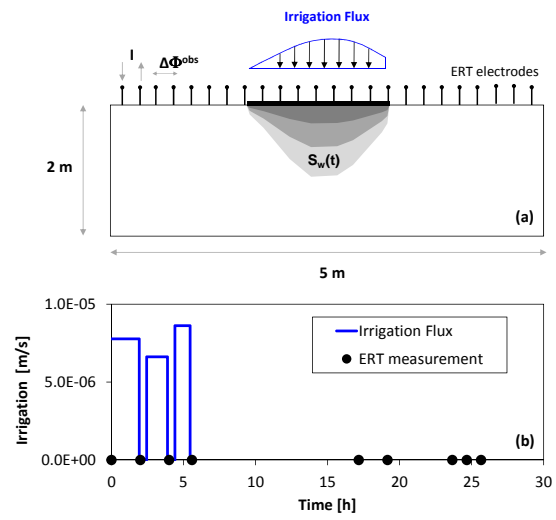 Irrigation Flux
I
ΔΦobs
ERT electrodes
2 m
Sw(t)
(a)
5 m
1.0E-05
5.0E-06
0.0E+00
Irrigation [m/s]
Irrigation Flux
ERT measurement
(b)
0 5 10 15 20 25 30
Time [h]